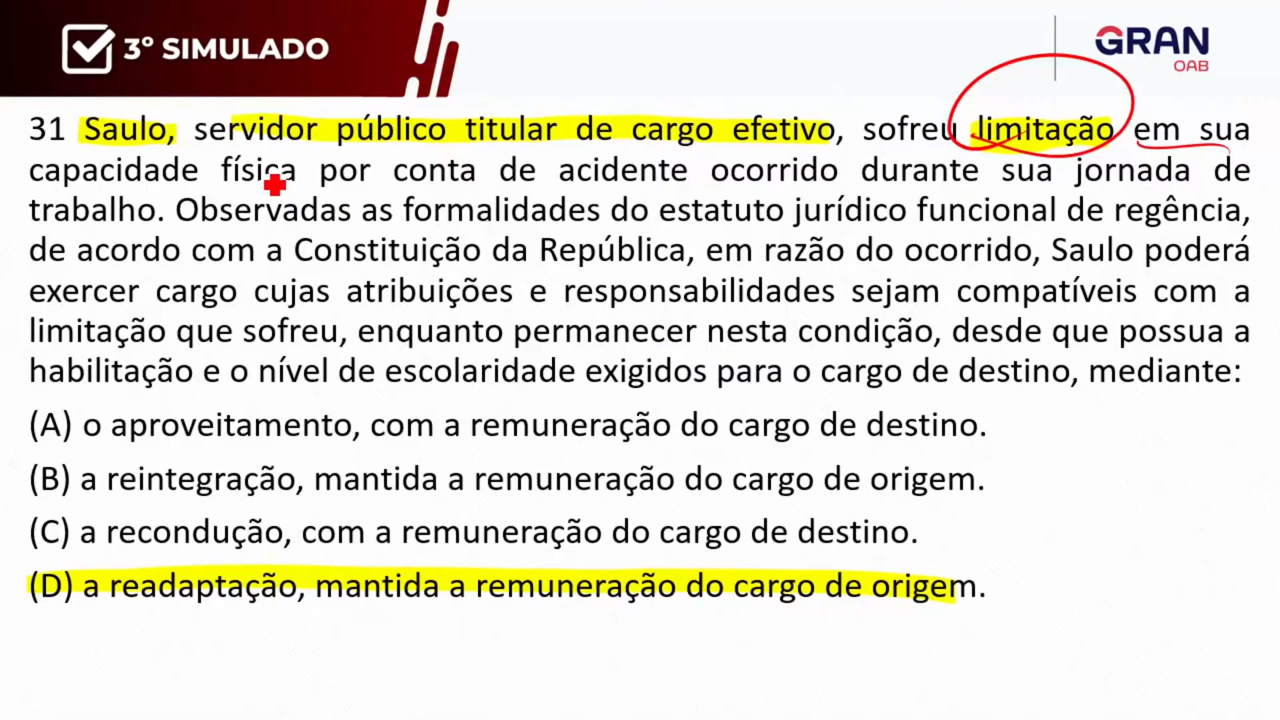 3º SIMULADO
GRAN
OAB
31 Saulo, servidor público titular de cargo efetivo, sofreu limitação em sua
capacidade física por conta de acidente ocorrido durante sua jornada de
trabalho. Observadas as formalidades do estatuto jurídico funcional de regência,
de acordo com a Constituição da República, em razão do ocorrido, Saulo poderá
exercer cargo cujas atribuições e responsabilidades sejam compatíveis com a
limitação que sofreu, enquanto permanecer nesta condição, desde que possua a
habilitação e o nível de escolaridade exigidos para o cargo de destino, mediante:
(A) o aproveitamento, com a remuneração do cargo de destino.
(B) a reintegração, mantida a remuneração do cargo de origem.
(C) a recondução, com a remuneração do cargo de destino.
(D) a readaptação, mantida a remuneração do cargo de origem.